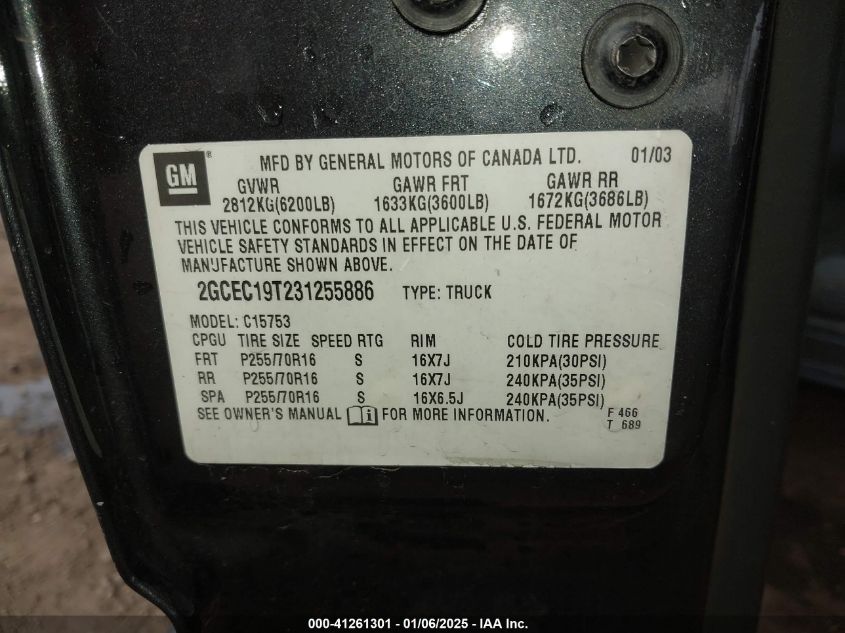 GM ® MFD BY GENERAL MOTORS OF CANADA LTD. 01/03
GVWR GAWR FRT GAWR RR
2812KG(6200LB) 1633KG(3600LB) 1672KG(3686LB)
THIS VEHICLE CONFORMS TO ALL APPLICABLE U.S. FEDERAL MOTOR
VEHICLE SAFETY STANDARDS IN EFFECT ON THE DATE OF
MANUFACTURE SHOWN ABOVE.
2GCEC19T231255886 TYPE: TRUCK
MODEL: C15753
CPGU TIRE SIZE SPEED RTG RIM COLD TIRE PRESSURE
FRT P255/70R16 S 16X7J 210KPA(30PSI)
RR P255/70R16 S 16X7J 240KPA(35PSI)
SPA P255/70R16 S 16X6.5J 240KPA(35PSI)
SEE OWNER'S MANUAL i FOR MORE INFORMATION.
F 466
T 689
000-41261301 | 01/06/2025 - IAA Inc.